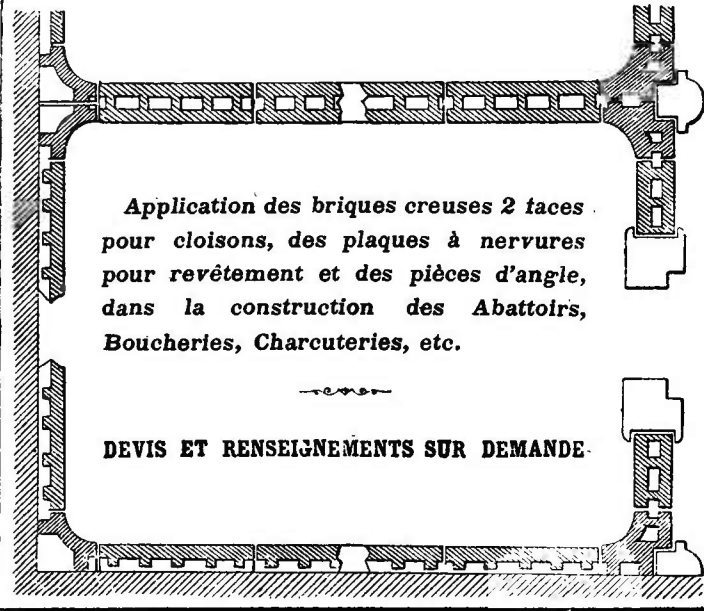 Application des briques creuses 2 faces
pour cloisons, des plaques à nervures
pour revêtement et des pièces d'angle,
dans la construction des Abattoirs,
Boucheries, Charcuteries, etc.
DEVIS ET RENSEIGNEMENTS SUR DEMANDE